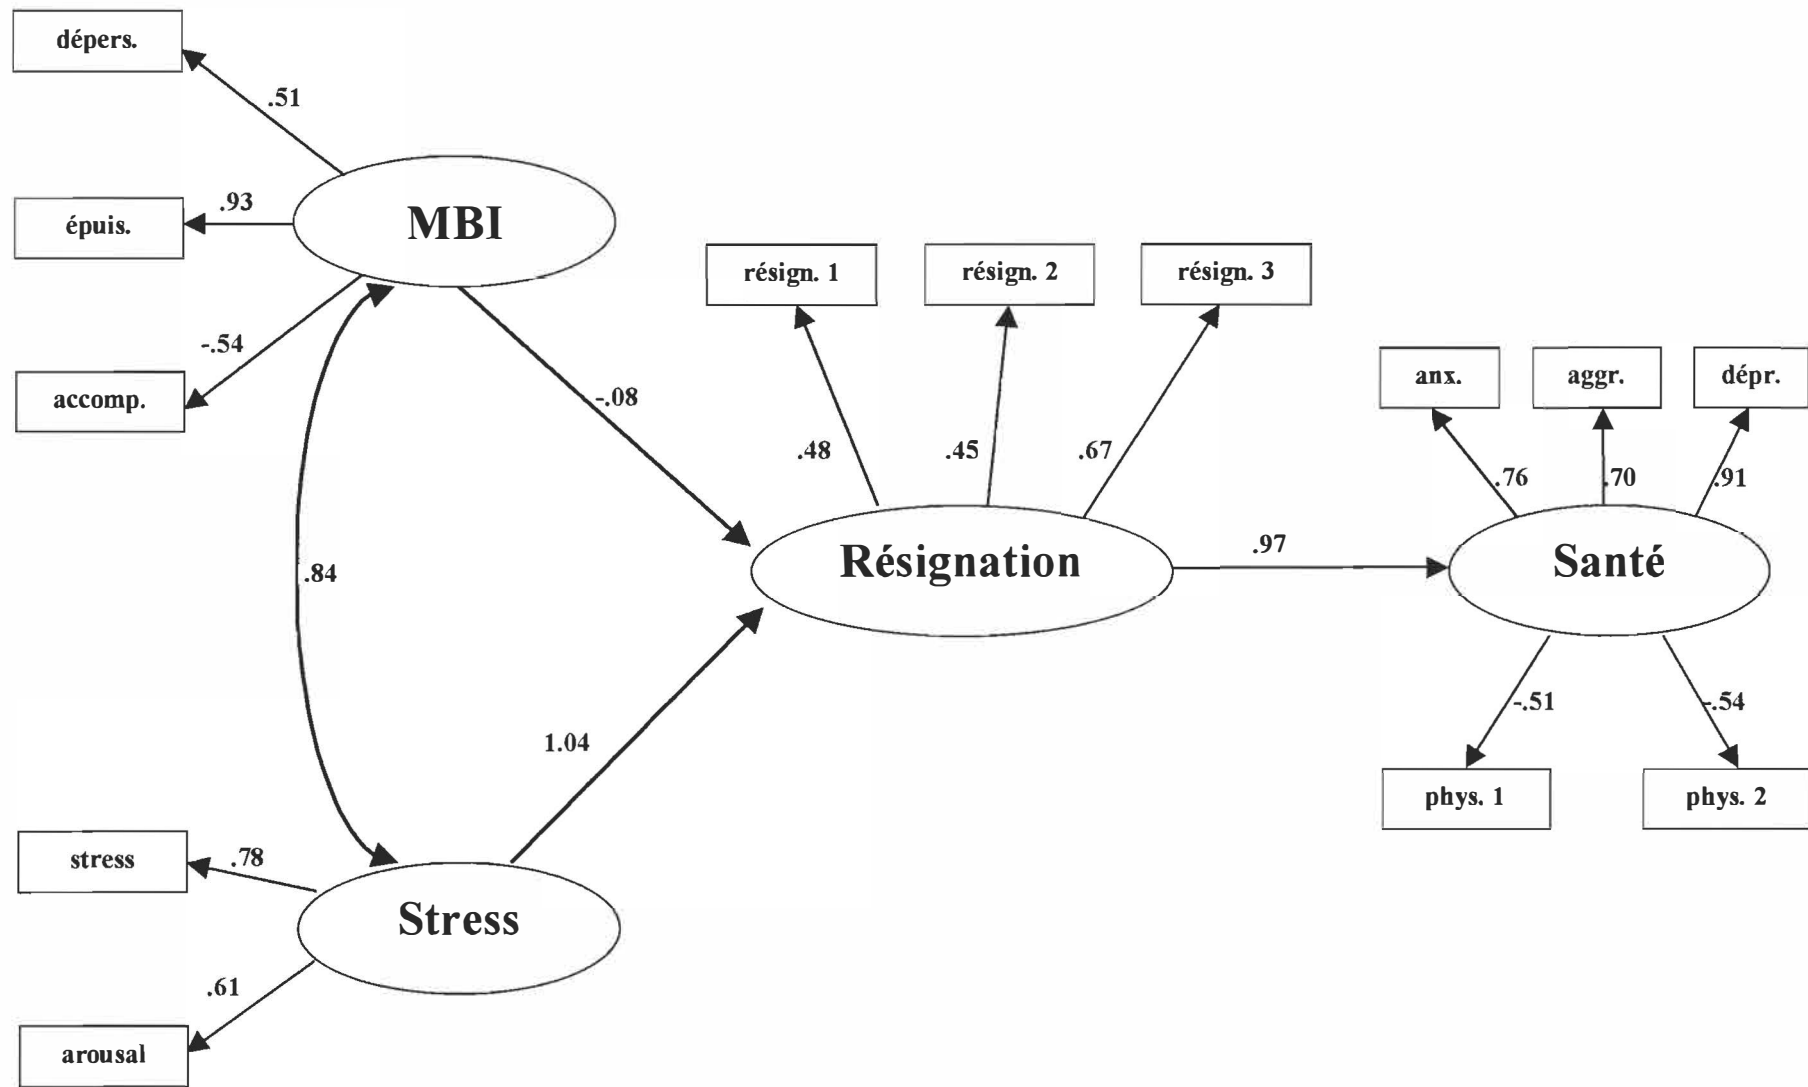 dépers.
.51
.93
MBI
épuis.
résign. 1
résign. 2
résign. 3
-.54
anx.
aggr.
dépr.
accomp.
-.08
.48
.45
.67
.76
.70
.91
.97
Résignation
Santé
.84
-.51
-.54
1.04
phys. 1
phys. 2
stress
.78
Stress
.61
arousal